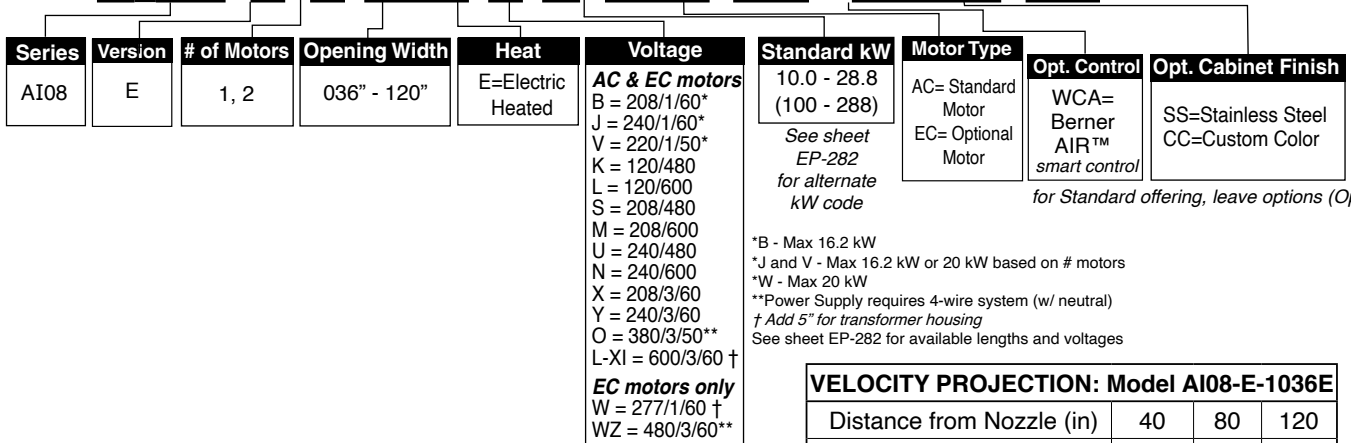 Series
AI08
Version
E
# of Motors
1, 2
Opening Width
036” - 120”
Heat
E=Electric
Heated
Voltage
AC & EC motors
B = 208/1/60*
J = 240/1/60*
V = 220/1/50*
K = 120/480
L = 120/600
S = 208/480
M = 208/600
U = 240/480
N = 240/600
X = 208/3/60
Y = 240/3/60
O = 380/3/50**
L-XI = 600/3/60 †
EC motors only
W = 277/1/60 †
WZ = 480/3/60**
Standard kW
10.0 - 28.8
(100 - 288)
See sheet
EP-282
for alternate
kW code
Motor Type
AC= Standard
Motor
EC= Optional
Motor
Opt. Control
WCA=
Berner
AIR™
smart control
Opt. Cabinet Finish
SS=Stainless Steel
CC=Custom Color
for Standard offering, leave options (Op
*B - Max 16.2 kW
*J and V - Max 16.2 kW or 20 kW based on # motors
*W - Max 20 kW
**Power Supply requires 4-wire system (w/ neutral)
† Add 5” for transformer housing
See sheet EP-282 for available lengths and voltages
VELOCITY PROJECTION: Model AI08-E-1036E
Distance from Nozzle (in) 40 80 120